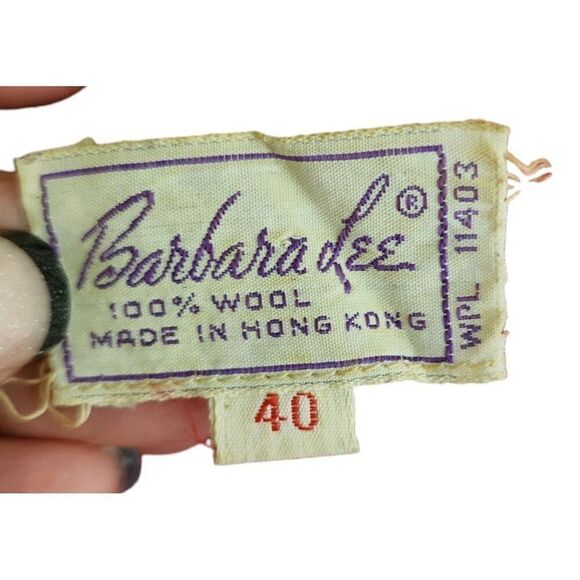 Barbara Lee ®
100% WOOL
MADE IN HONG KONG
WPL 11403
40